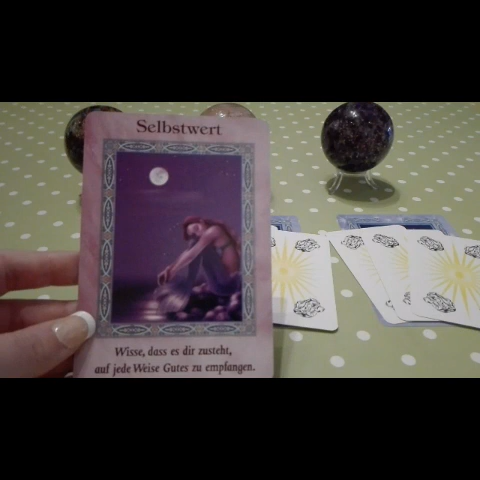 Selbstwert
Wisse, dass es dir zusteht,
auf jede Weise Gutes zu empfangen.